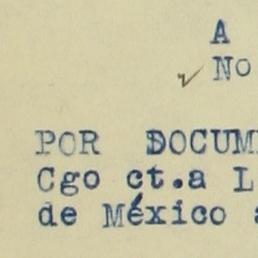 A
No
POR DOCUM
Cgo ct.a L
de México a